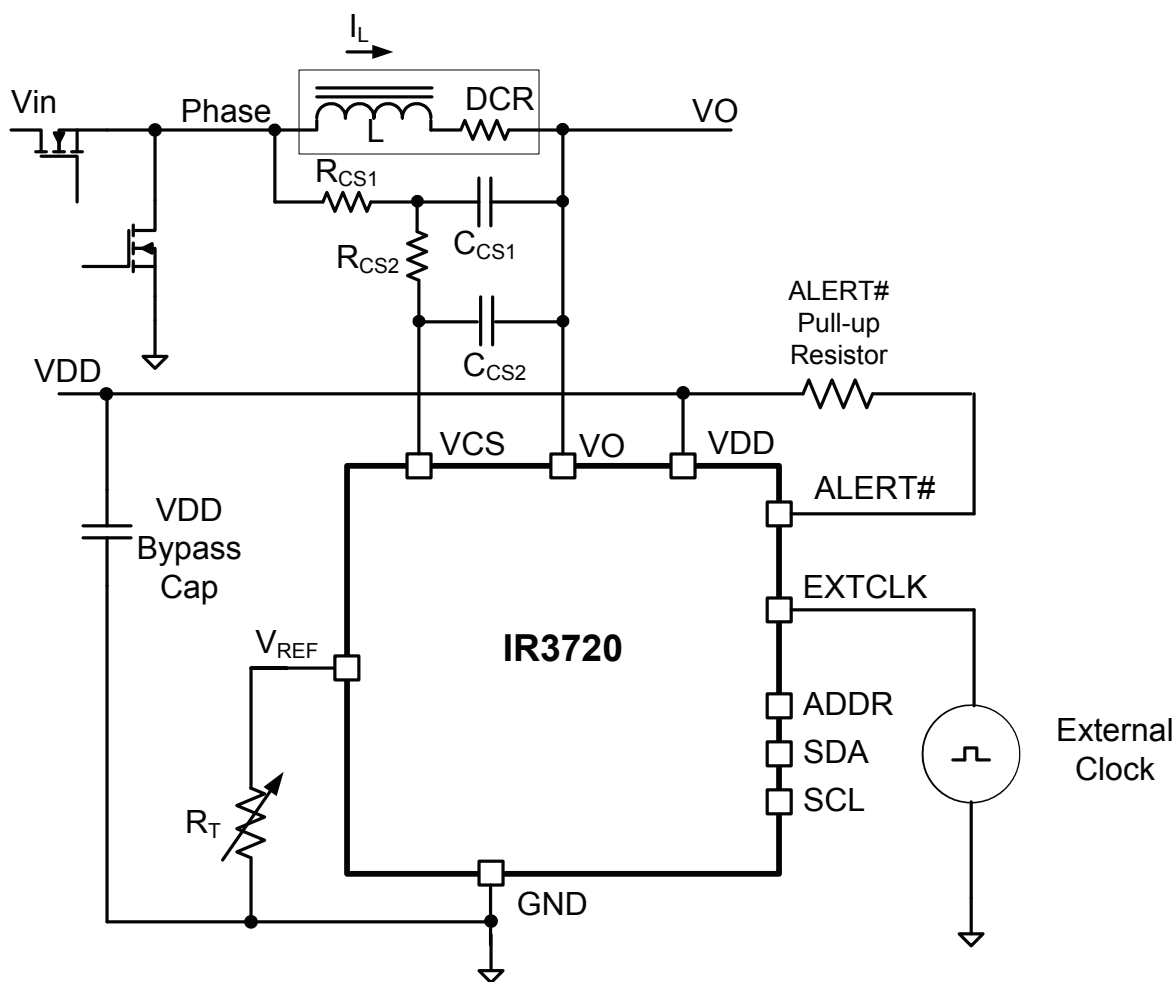 I_L
Vin
Phase
DCR
VO
L
R_CS1
C_CS1
R_CS2
C_CS2
ALERT#
Pull-up
Resistor
VDD
VCS
VO
VDD
ALERT#
VDD
Bypass
Cap
EXTCLK
V_REF
IR3720
ADDR
SDA
SCL
External
Clock
R_T
GND